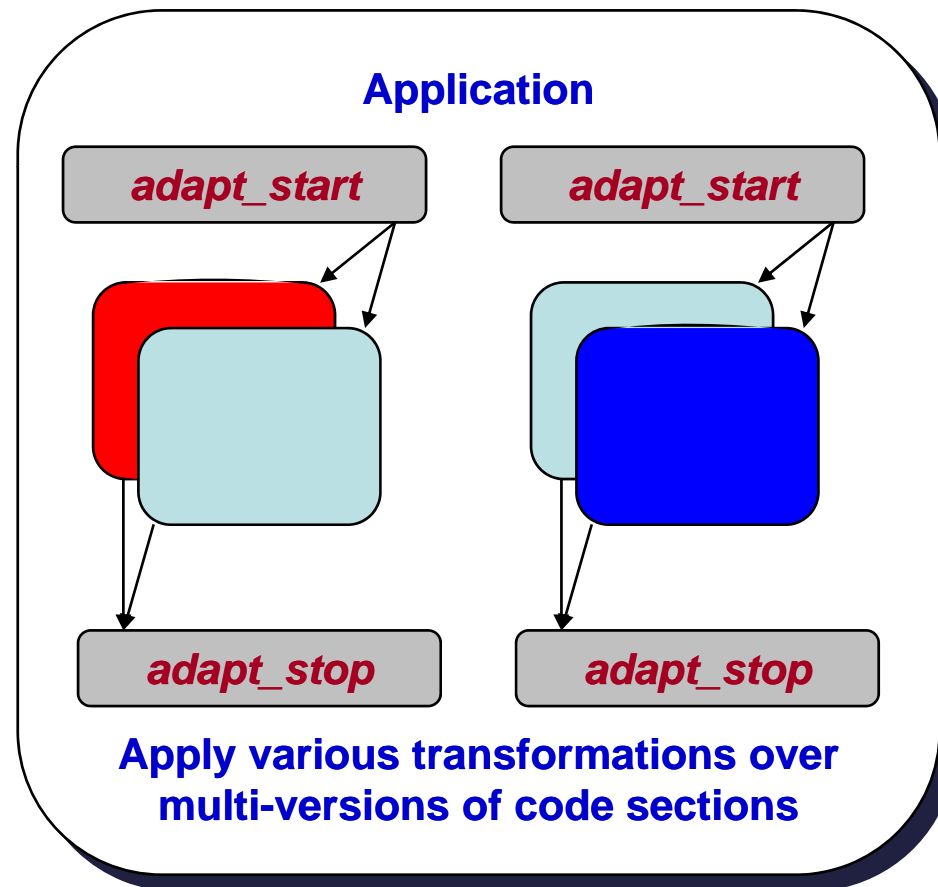 Application
adapt_start
adapt_start
adapt_stop
adapt_stop
Apply various transformations over
multi-versions of code sections